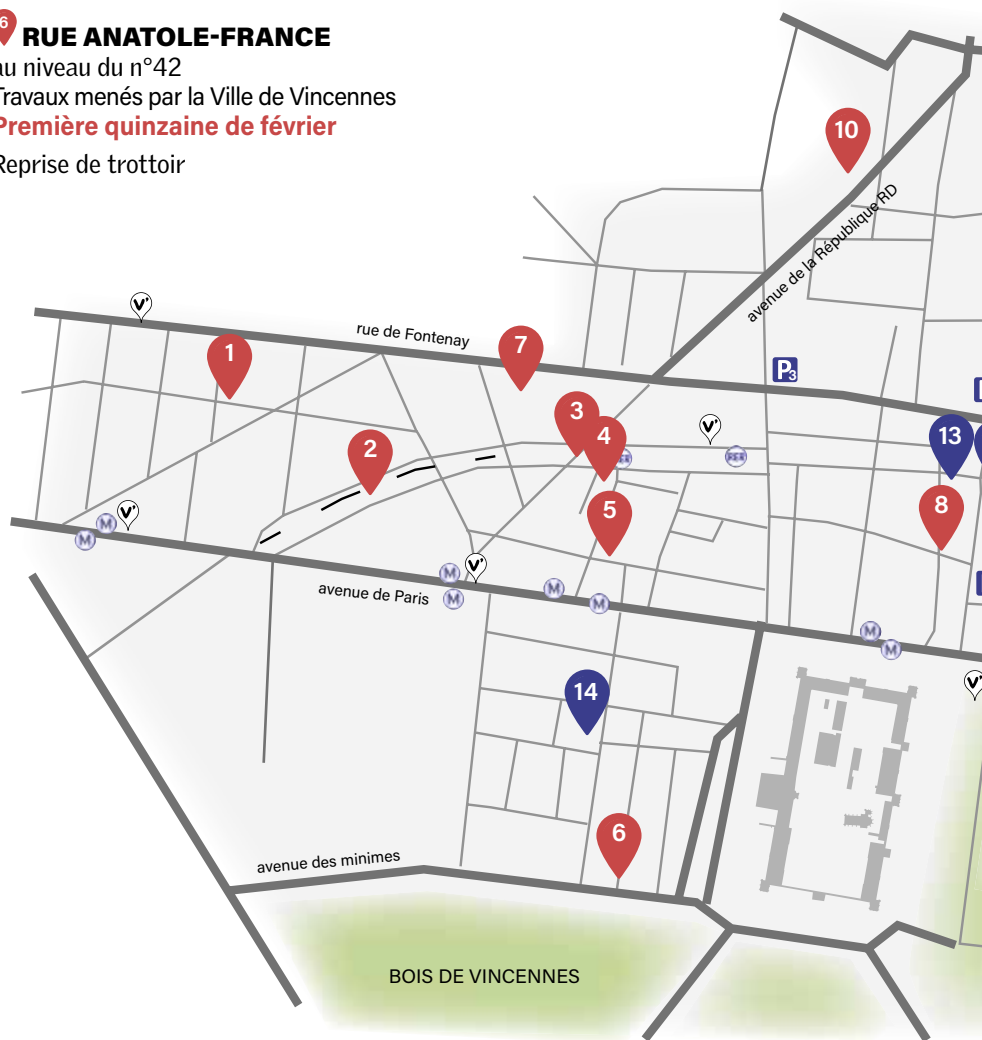 6 RUE ANATOLE-FRANCE
au niveau du n°42
Travaux menés par la Ville de Vincennes
Première quinzaine de février
Reprise de trottoir
10
avenue de la République RD
V'
rue de Fontenay
7
1
P3
3
V'
4
13
2
RER
5
8
V'
M
M
V'
M
M
avenue de Paris
M
M
M
M
V'
14
6
avenue des minimes
BOIS DE VINCENNES